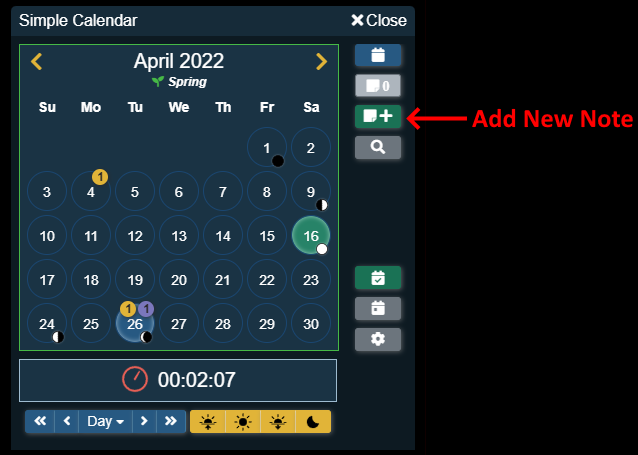 Simple Calendar
Close
April 2022
Spring
Su Mo Tu We Th Fr Sa
1 2
1
3 4 5 6 7 8 9
10 11 12 13 14 15 16
17 18 19 20 21 22 23
1 1
24 25 26 27 28 29 30
00:02:07
Day
0
Add New Note